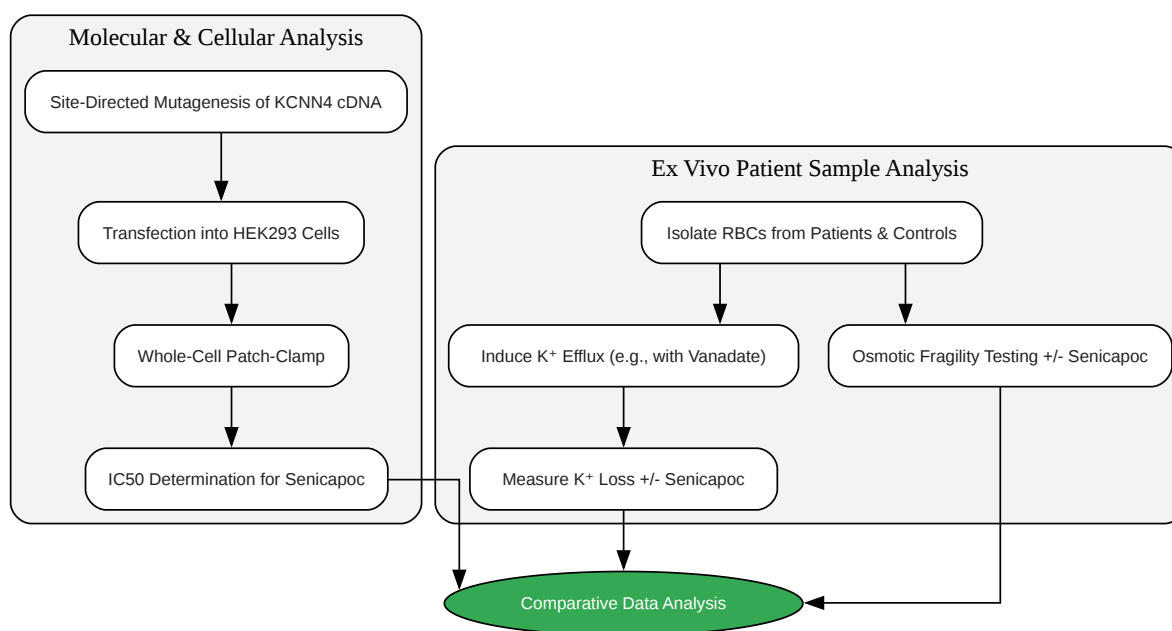 Molecular & Cellular Analysis
Site-Directed Mutagenesis of KCNN4 cDNA
Transfection into HEK293 Cells
Whole-Cell Patch-Clamp
IC50 Determination for Senicapoc
Ex Vivo Patient Sample Analysis
Isolate RBCs from Patients & Controls
Induce K⁺ Efflux (e.g., with Vanadate)
Osmotic Fragility Testing +/- Senicapoc
Measure K⁺ Loss +/- Senicapoc
Comparative Data Analysis